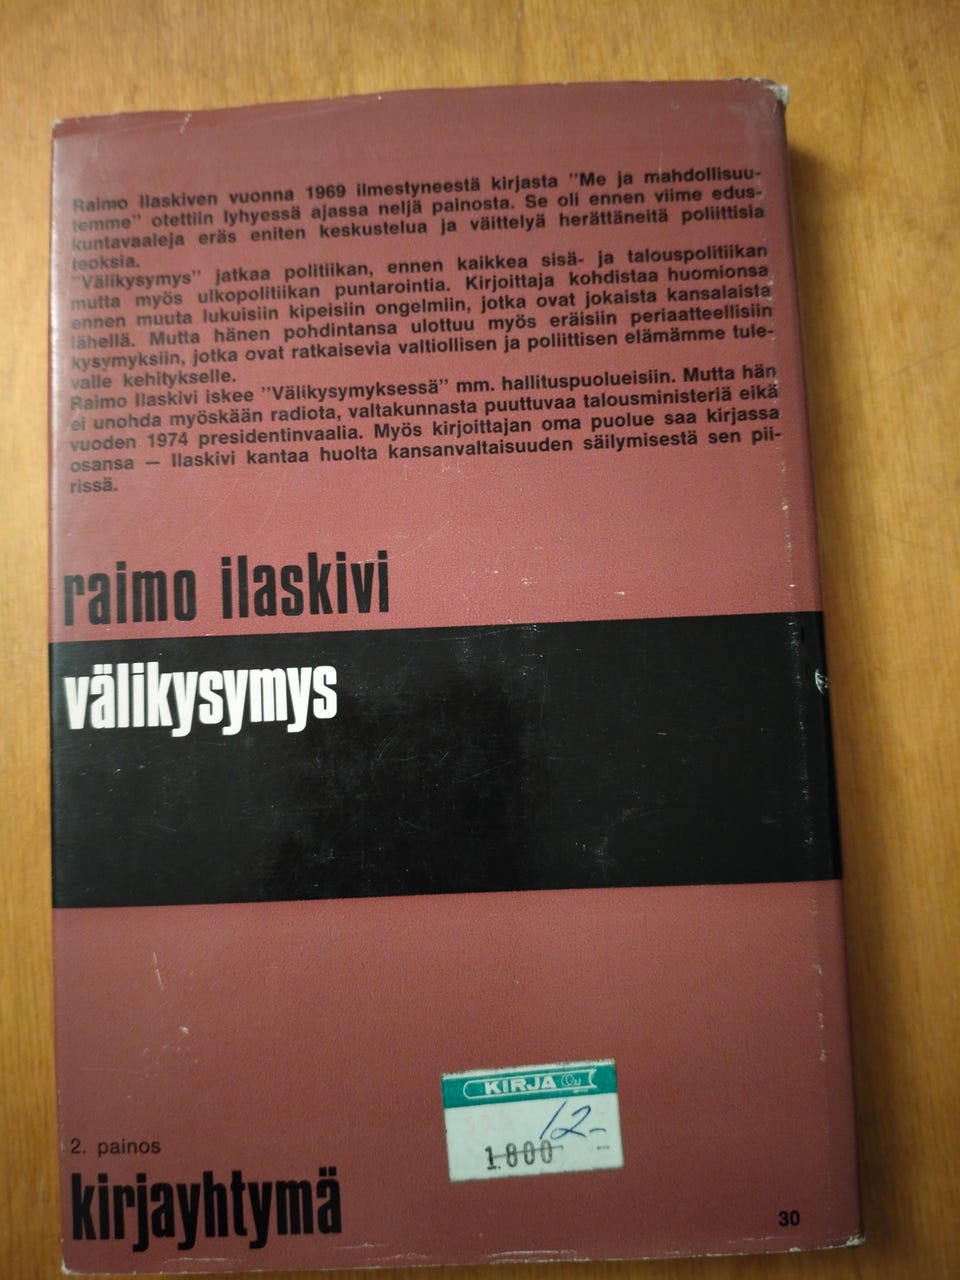 Raimo Ilaskiven vuonna 1969 ilmestyneestä kirjasta "Me ja mahdollisuu-
temme" otettiin lyhyessä ajassa neljä painosta. Se oli ennen viime edus-
kuntavaaleja eräs eniten keskustelua ja väittelyä herättäneitä poliittisia
teoksia.
"Välikysymys" jatkaa politiikan, ennen kaikkea sisä- ja talouspolitiikan
mutta myös ulkopolitiikan puntarointia. Kirjoittaja kohdistaa huomionsa
ennen muuta lukuisiin kipeisiin ongelmiin, jotka ovat jokaista kansalaista
lähellä. Mutta hänen pohdintansa ulottuu myös eräisiin periaatteellisiin
kysymyksiin, jotka ovat ratkaisevia valtiollisen ja poliittisen elämämme tule-
valle kehitykselle.
Raimo Ilaskivi iskee "Välikysymyksessä" mm. hallituspuolueisiin. Mutta hän
ei unohda myöskään radiota, valtakunnasta puuttuvaa talousministeriä eikä
vuoden 1974 presidentinvaalia. Myös kirjoittajan oma puolue saa kirjassa
osansa — Ilaskivi kantaa huolta kansanvaltaisuuden säilymisestä sen pii-
rissä.
raimo ilaskivi
välikysymys
KIRJA
12-
1800 -
2. painos
kirjayhtymä
30